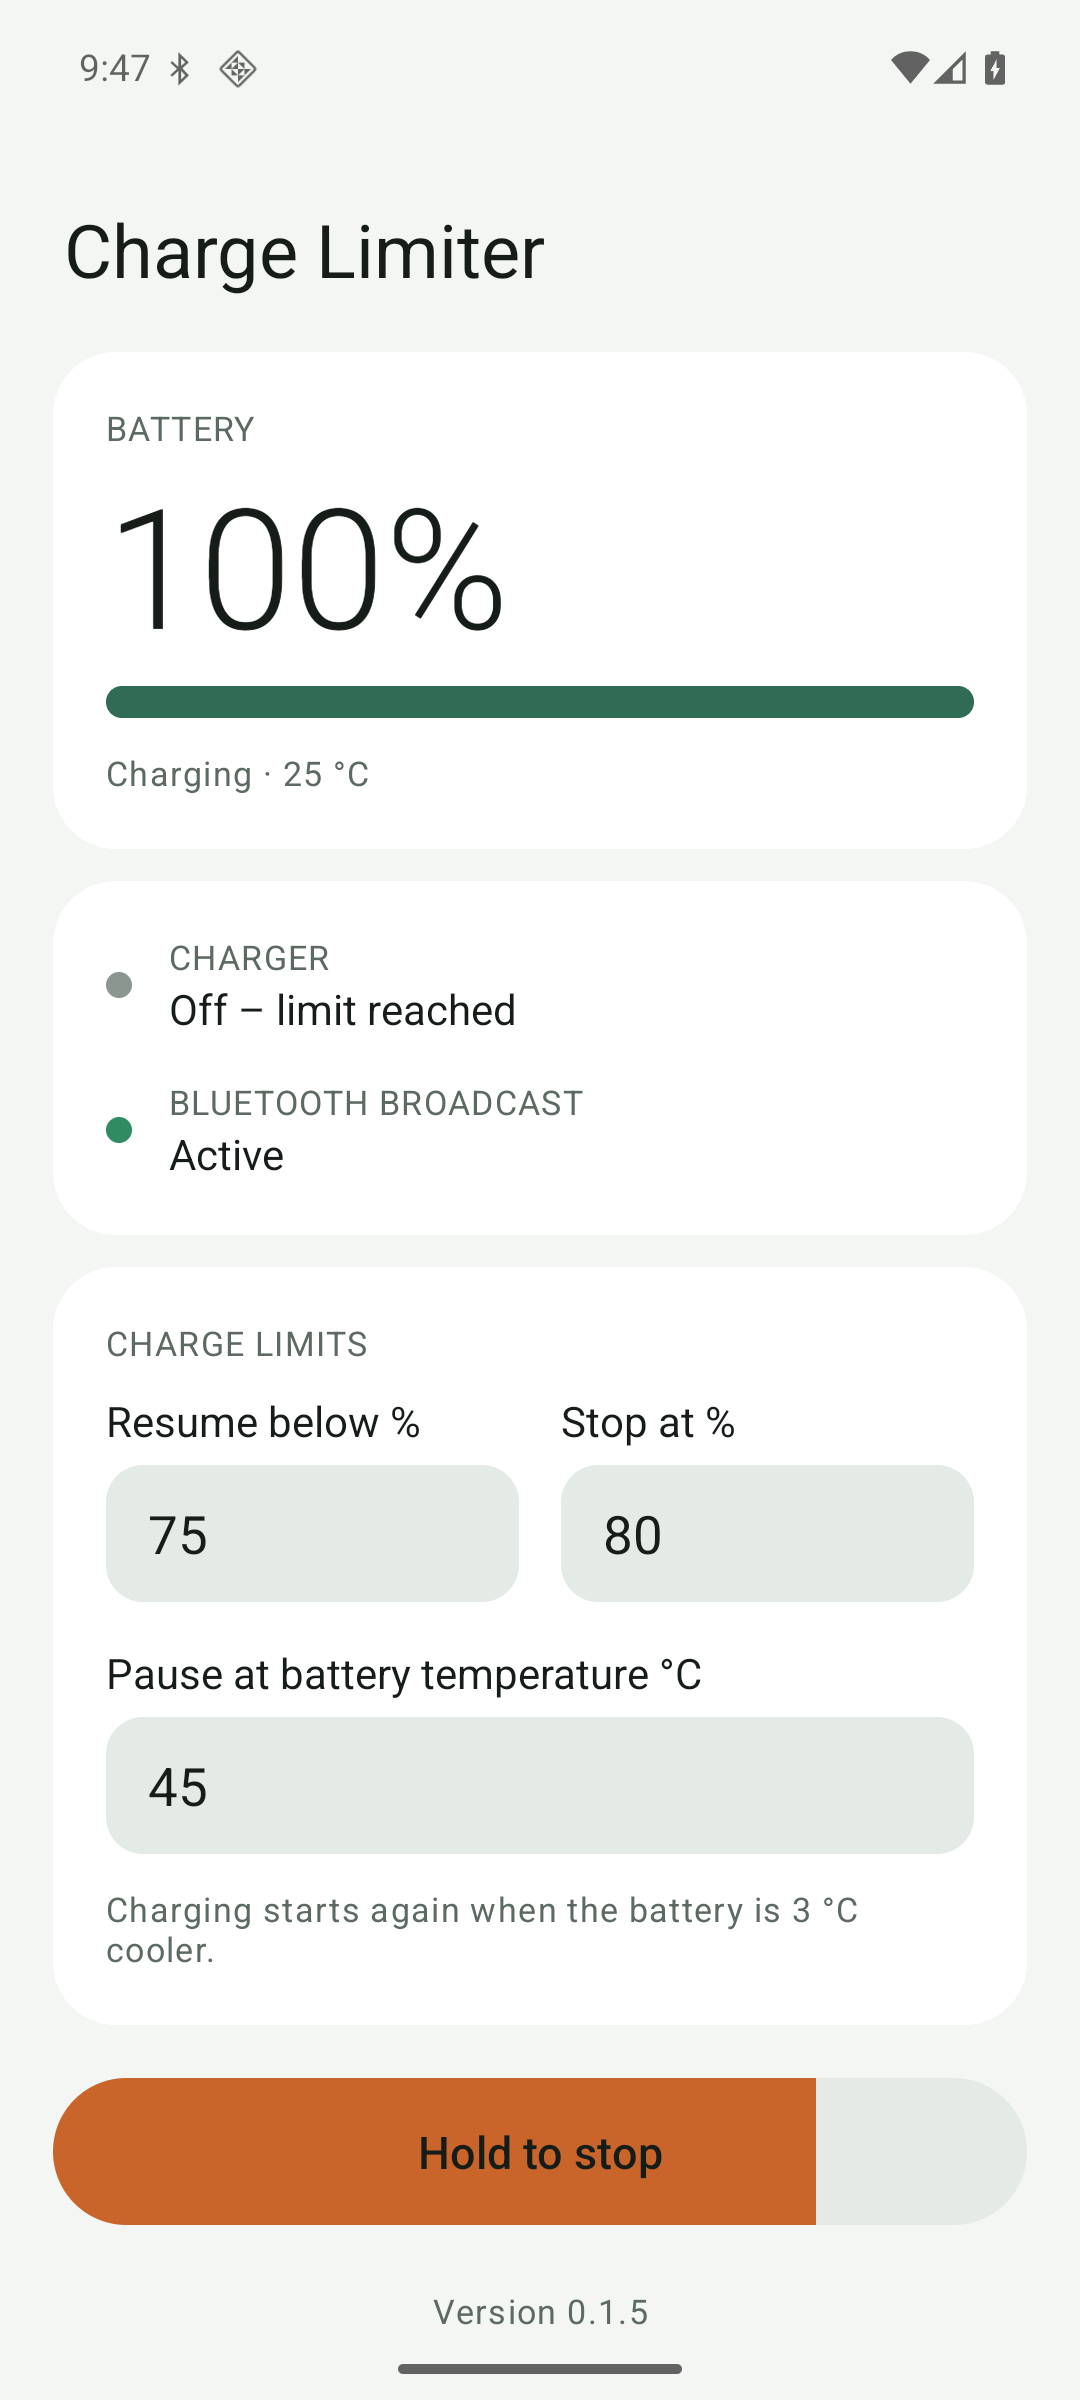 9:47
Charge Limiter
BATTERY
100%
Charging · 25 °C
CHARGER
Off – limit reached
BLUETOOTH BROADCAST
Active
CHARGE LIMITS
Resume below % Stop at %
75 80
Pause at battery temperature °C
45
Charging starts again when the battery is 3 °C
cooler.
Hold to stop
Version 0.1.5